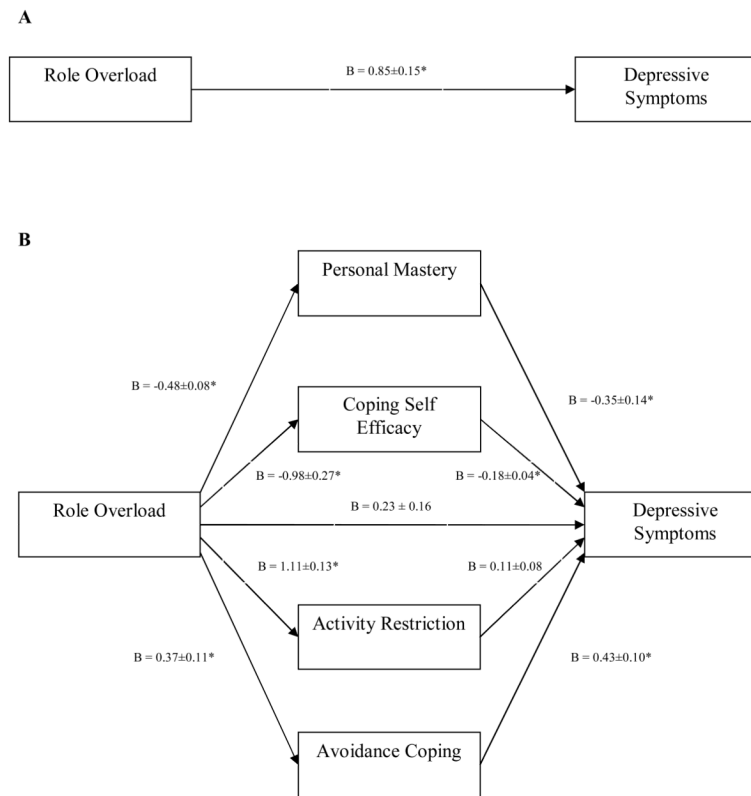 A
Role Overload
B = 0.85±0.15*
Depressive
Symptoms
B
Personal Mastery
B = -0.48±0.08*
B = -0.35±0.14*
Coping Self
Efficacy
B = -0.98±0.27*
B = -0.18±0.04*
Role Overload
B = 0.23 ± 0.16
Depressive
Symptoms
B = 1.11±0.13*
B = 0.11±0.08
Activity Restriction
B = 0.37±0.11*
B = 0.43±0.10*
Avoidance Coping